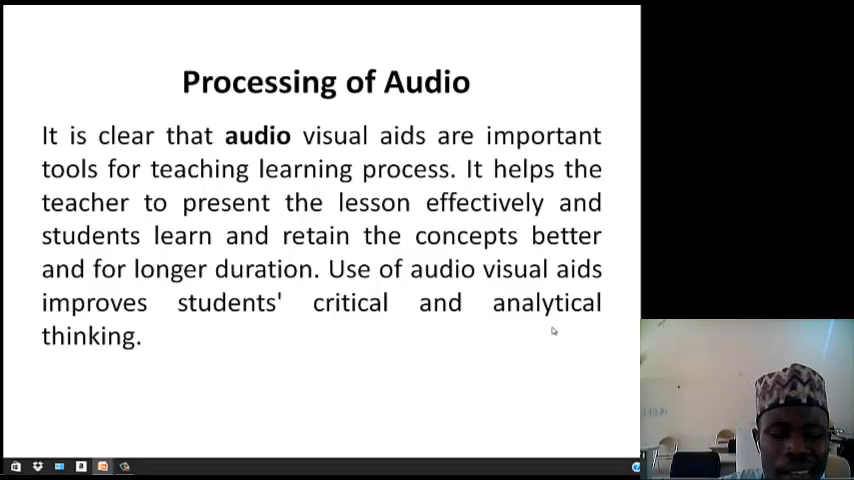 Processing of Audio
It is clear that audio visual aids are important
tools for teaching learning process. It helps the
teacher to present the lesson effectively and
students learn and retain the concepts better
and for longer duration. Use of audio visual aids
improves students' critical and analytical
thinking.